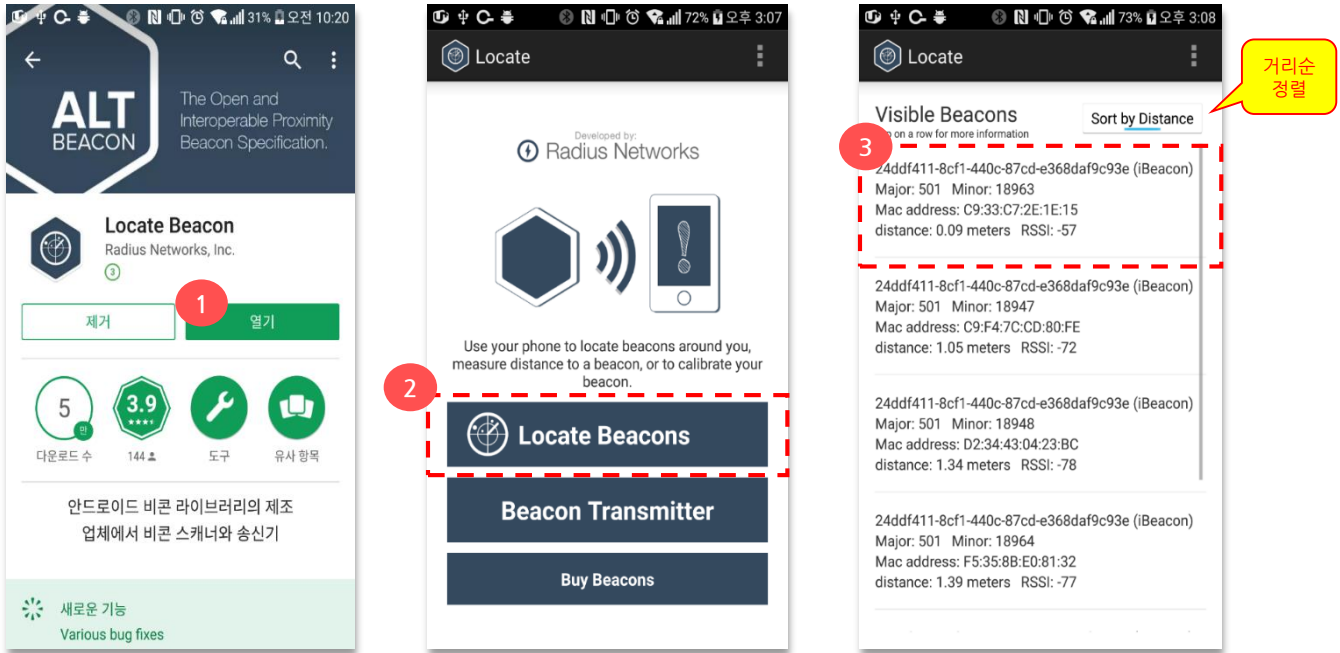 31% 오전 10:20
ALT
BEACON
The Open and
Interoperable Proximity
Beacon Specification.
Locate Beacon
Radius Networks, Inc.
3
1
제거
열기
5
만
3.9
다운로드 수
144
도구
유사 항목
안드로이드 비콘 라이브러리의 제조
업체에서 비콘 스캐너와 송신기
새로운 기능
Various bug fixes
72% 오후 3:07
Locate
Developed by:
Radius Networks
Use your phone to locate beacons around you,
measure distance to a beacon, or to calibrate your
beacon.
2
Locate Beacons
Beacon Transmitter
Buy Beacons
73% 오후 3:08
Locate
거리순
정렬
Visible Beacons
Sort by Distance
on a row for more information
3
24ddf411-8cf1-440c-87cd-e368daf9c93e (iBeacon)
Major: 501 Minor: 18963
Mac address: C9:33:C7:2E:1E:15
distance: 0.09 meters RSSI: -57
24ddf411-8cf1-440c-87cd-e368daf9c93e (iBeacon)
Major: 501 Minor: 18947
Mac address: C9:F4:7C:CD:80:FE
distance: 1.05 meters RSSI: -72
24ddf411-8cf1-440c-87cd-e368daf9c93e (iBeacon)
Major: 501 Minor: 18948
Mac address: D2:34:43:04:23:BC
distance: 1.34 meters RSSI: -78
24ddf411-8cf1-440c-87cd-e368daf9c93e (iBeacon)
Major: 501 Minor: 18964
Mac address: F5:35:8B:E0:81:32
distance: 1.39 meters RSSI: -77